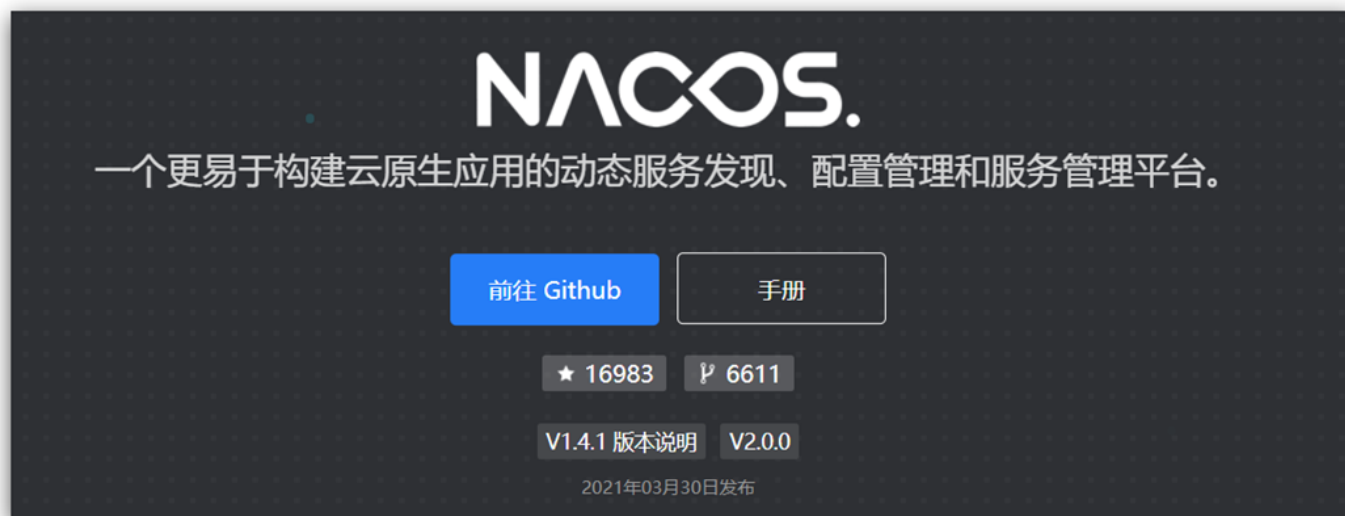 NACOS.
一个更易于构建云原生应用的动态服务发现、配置管理和服务管理平台。
前往 Github 手册
16983 6611
V1.4.1 版本说明 V2.0.0
2021年03月30日发布